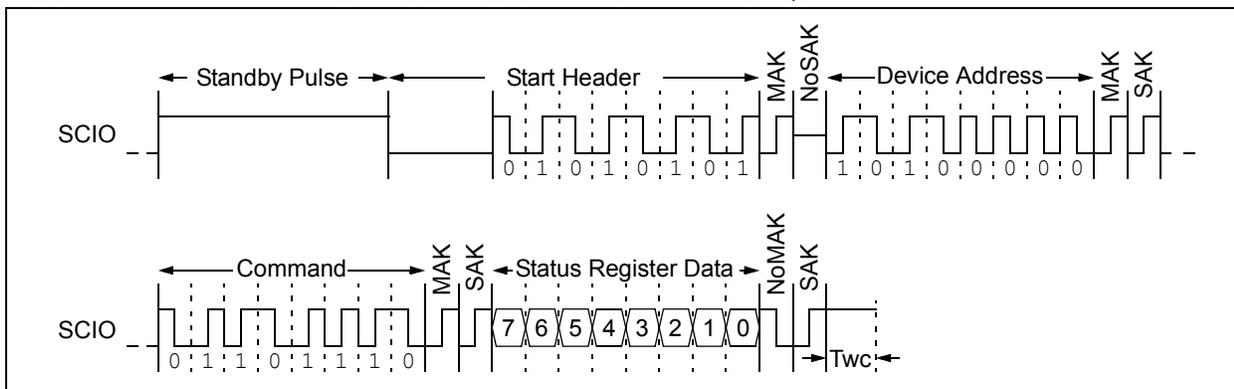 Standby Pulse Start Header MAK NoSAK Device Address MAK SAK
SCIO
0 1 0 1 0 1 0 1 1 0 1 0 0 0 0 0
Command MAK SAK Status Register Data NoMAK SAK
SCIO
7 6 5 4 3 2 1 0
0 1 1 0 1 1 1 0 Twc